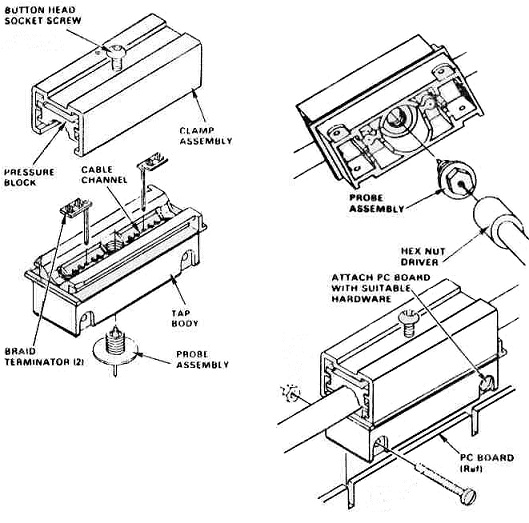 BUTTON HEAD
SOCKET SCREW
CLAMP
ASSEMBLY
PRESSURE
BLOCK
CABLE
CHANNEL
TAP
BODY
BRAID
TERMINATOR (2)
PROBE
ASSEMBLY
PROBE
ASSEMBLY
HEX NUT
DRIVER
ATTACH PC BOARD
WITH SUITABLE
HARDWARE
PC BOARD
(Ref)